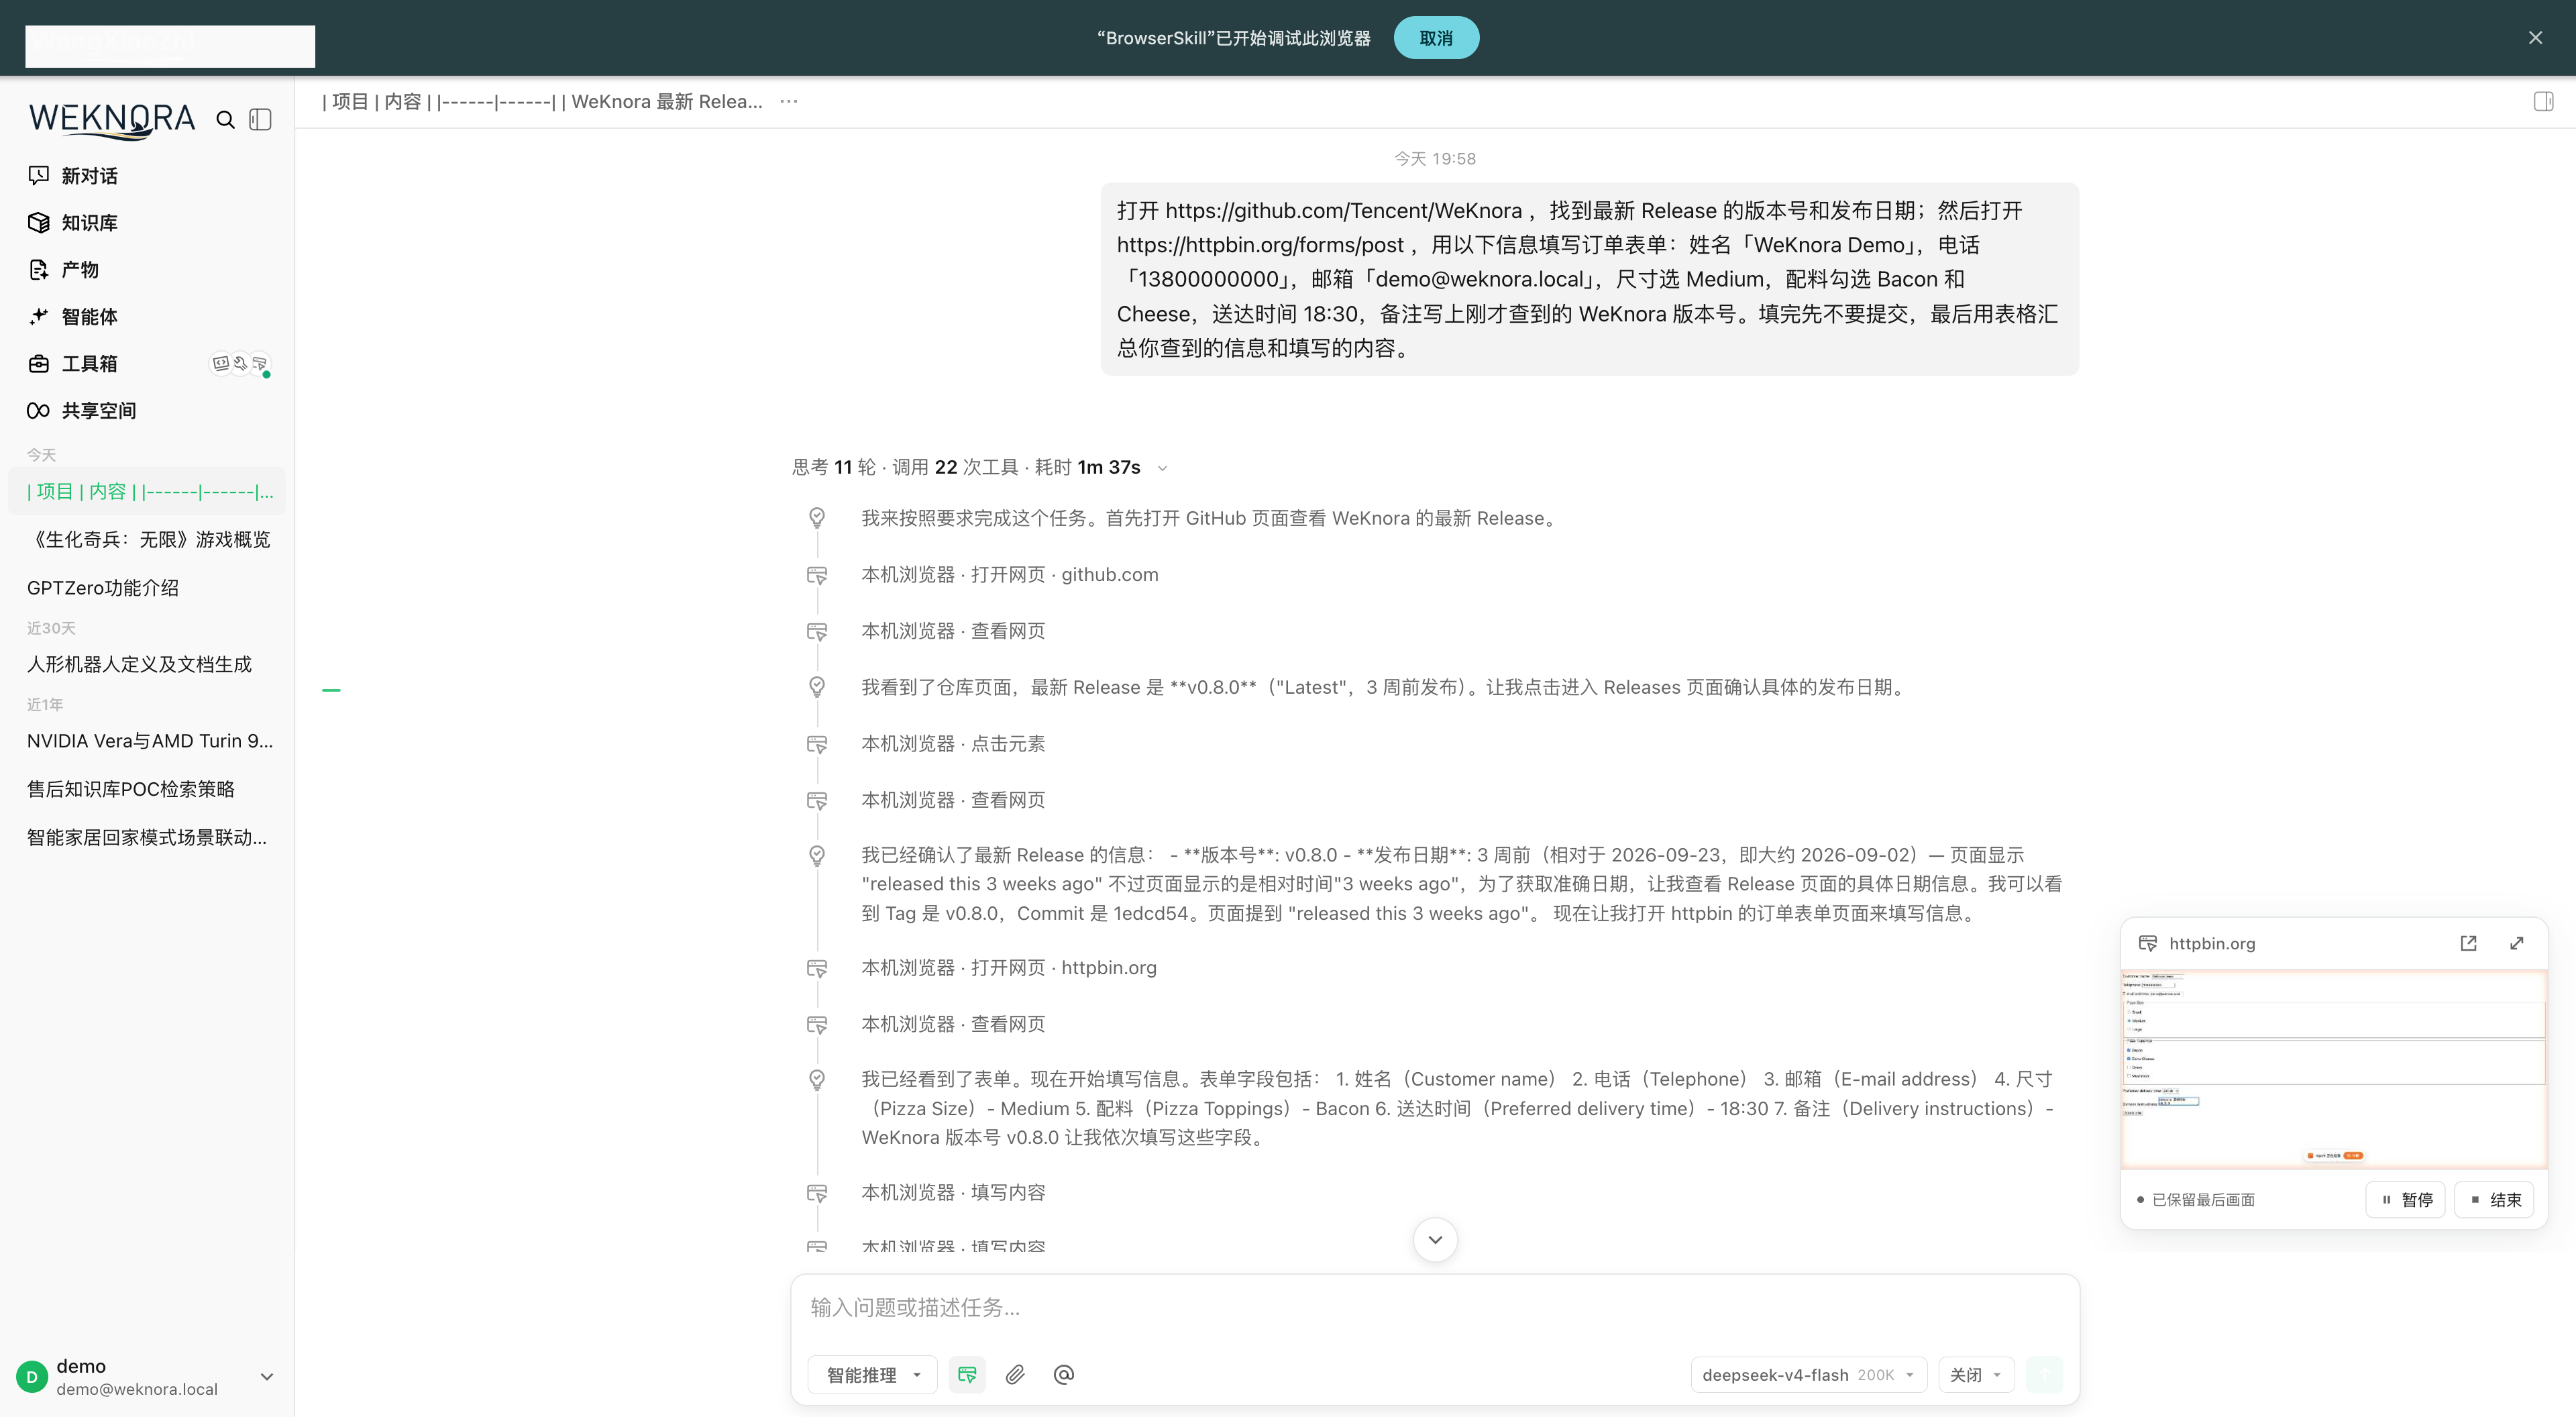 “BrowserSkill”已开始调试此浏览器
取消
WEKNORA
新对话
知识库
产物
智能体
工具箱
共享空间
今天
| 项目 | 内容 | |------|------|...
《生化奇兵：无限》游戏概览
GPTZero功能介绍
近30天
人形机器人定义及文档生成
近1年
NVIDIA Vera与AMD Turin 9...
售后知识库POC检索策略
智能家居回家模式场景联动...
D
demo
demo@weknora.local
| 项目 | 内容 | |------|------| | WeKnora 最新 Relea... ···
今天 19:58
打开 https://github.com/Tencent/WeKnora ，找到最新 Release 的版本号和发布日期；然后打开
https://httpbin.org/forms/post ，用以下信息填写订单表单：姓名「WeKnora Demo」，电话
「13800000000」，邮箱「demo@weknora.local」，尺寸选 Medium，配料勾选 Bacon 和
Cheese，送达时间 18:30，备注写上刚才查到的 WeKnora 版本号。填完先不要提交，最后用表格汇
总你查到的信息和填写的内容。
思考 11 轮 · 调用 22 次工具 · 耗时 1m 37s
我来按照要求完成这个任务。首先打开 GitHub 页面查看 WeKnora 的最新 Release。
本机浏览器 · 打开网页 · github.com
本机浏览器 · 查看网页
我看到了仓库页面，最新 Release 是 **v0.8.0**（"Latest"，3 周前发布）。让我点击进入 Releases 页面确认具体的发布日期。
本机浏览器 · 点击元素
本机浏览器 · 查看网页
我已经确认了最新 Release 的信息： - **版本号**: v0.8.0 - **发布日期**: 3 周前（相对于 2026-09-23，即大约 2026-09-02）— 页面显示
"released this 3 weeks ago" 不过页面显示的是相对时间"3 weeks ago"，为了获取准确日期，让我查看 Release 页面的具体日期信息。我可以看
到 Tag 是 v0.8.0，Commit 是 1edcd54。页面提到 "released this 3 weeks ago"。 现在让我打开 httpbin 的订单表单页面来填写信息。
本机浏览器 · 打开网页 · httpbin.org
本机浏览器 · 查看网页
我已经看到了表单。现在开始填写信息。表单字段包括： 1. 姓名（Customer name） 2. 电话（Telephone） 3. 邮箱（E-mail address） 4. 尺寸
（Pizza Size）- Medium 5. 配料（Pizza Toppings）- Bacon 6. 送达时间（Preferred delivery time）- 18:30 7. 备注（Delivery instructions）-
WeKnora 版本号 v0.8.0 让我依次填写这些字段。
本机浏览器 · 填写内容
本机浏览器 · 填写内容
httpbin.org
已保留最后画面
暂停
结束
输入问题或描述任务...
智能推理
deepseek-v4-flash 200K
关闭